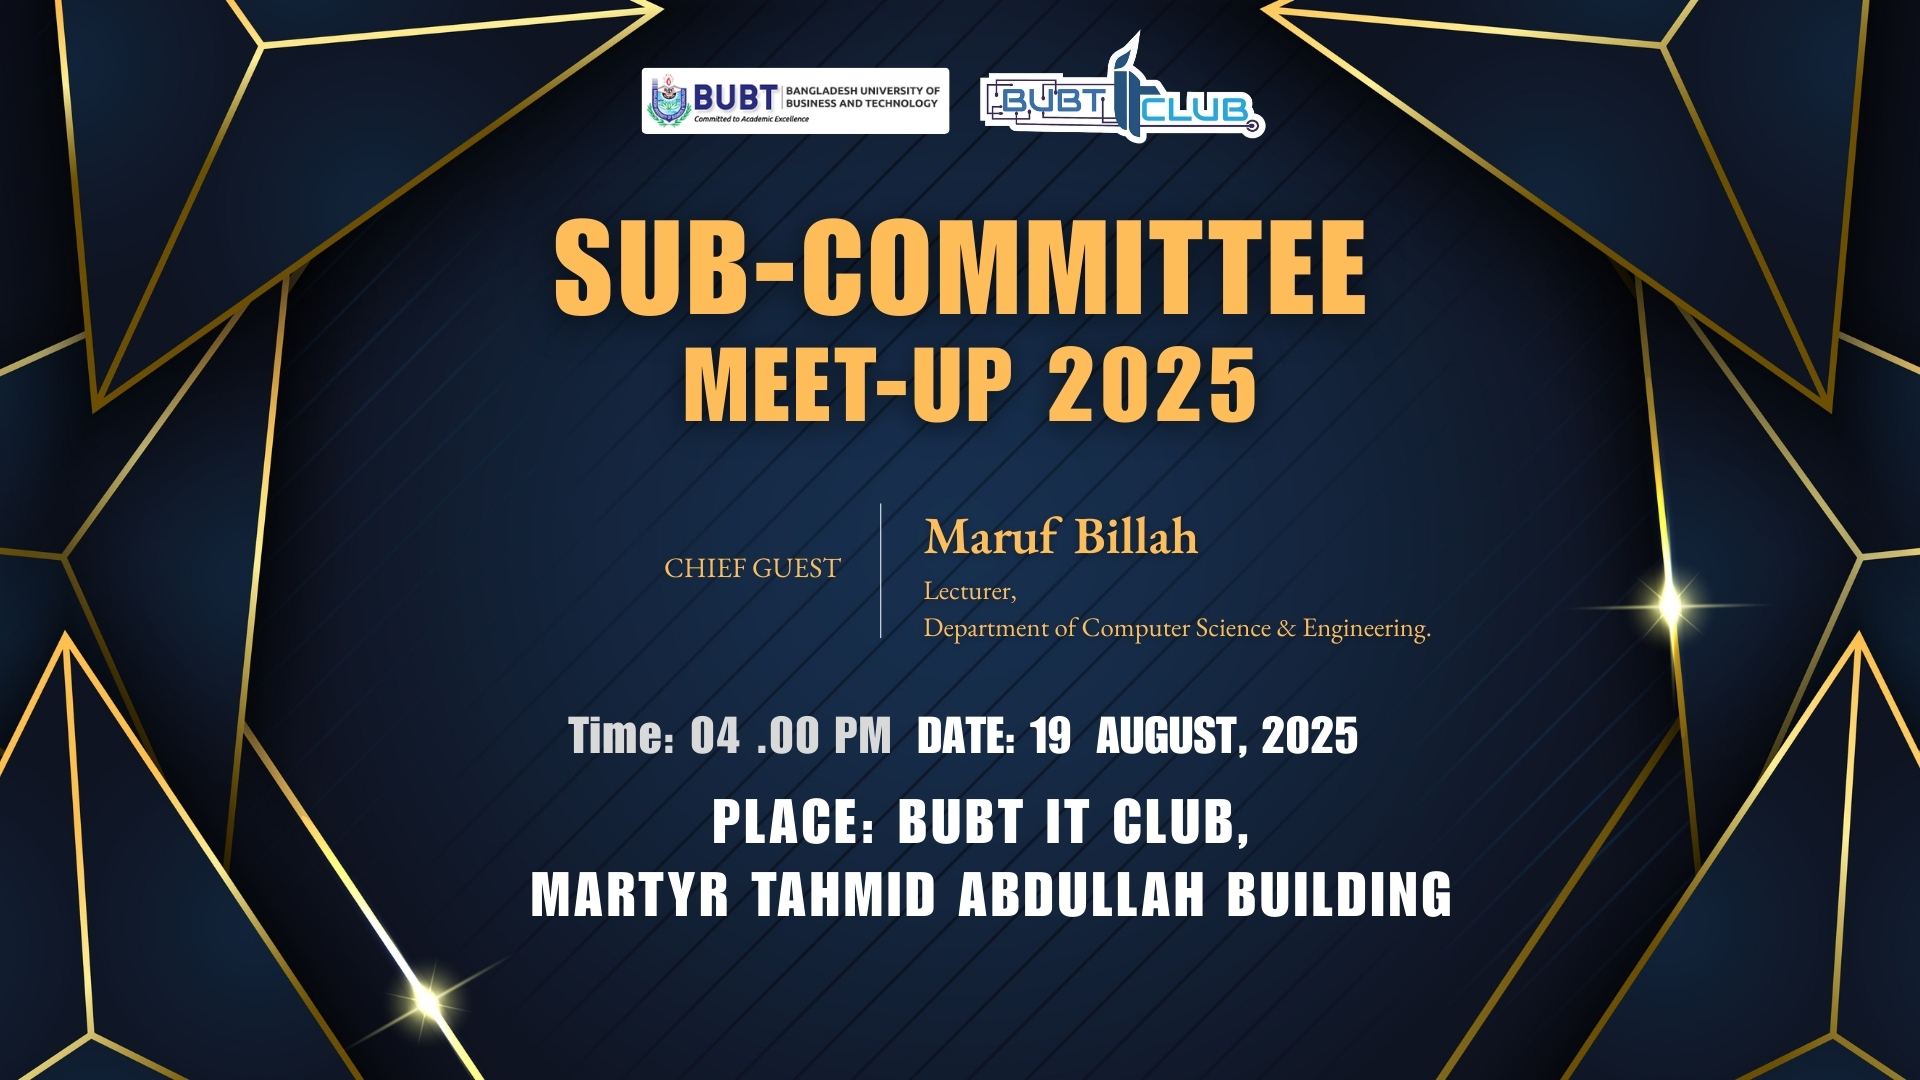 BUBT BANGLADESH UNIVERSITY OF
BUSINESS AND TECHNOLOGY
Committed to Academic Excellence
BUBT IT CLUB
SUB-COMMITTEE
MEET-UP 2025
CHIEF GUEST
Maruf Billah
Lecturer,
Department of Computer Science & Engineering.
Time: 04 .00 PM DATE: 19 AUGUST, 2025
PLACE: BUBT IT CLUB,
MARTYR TAHMID ABDULLAH BUILDING